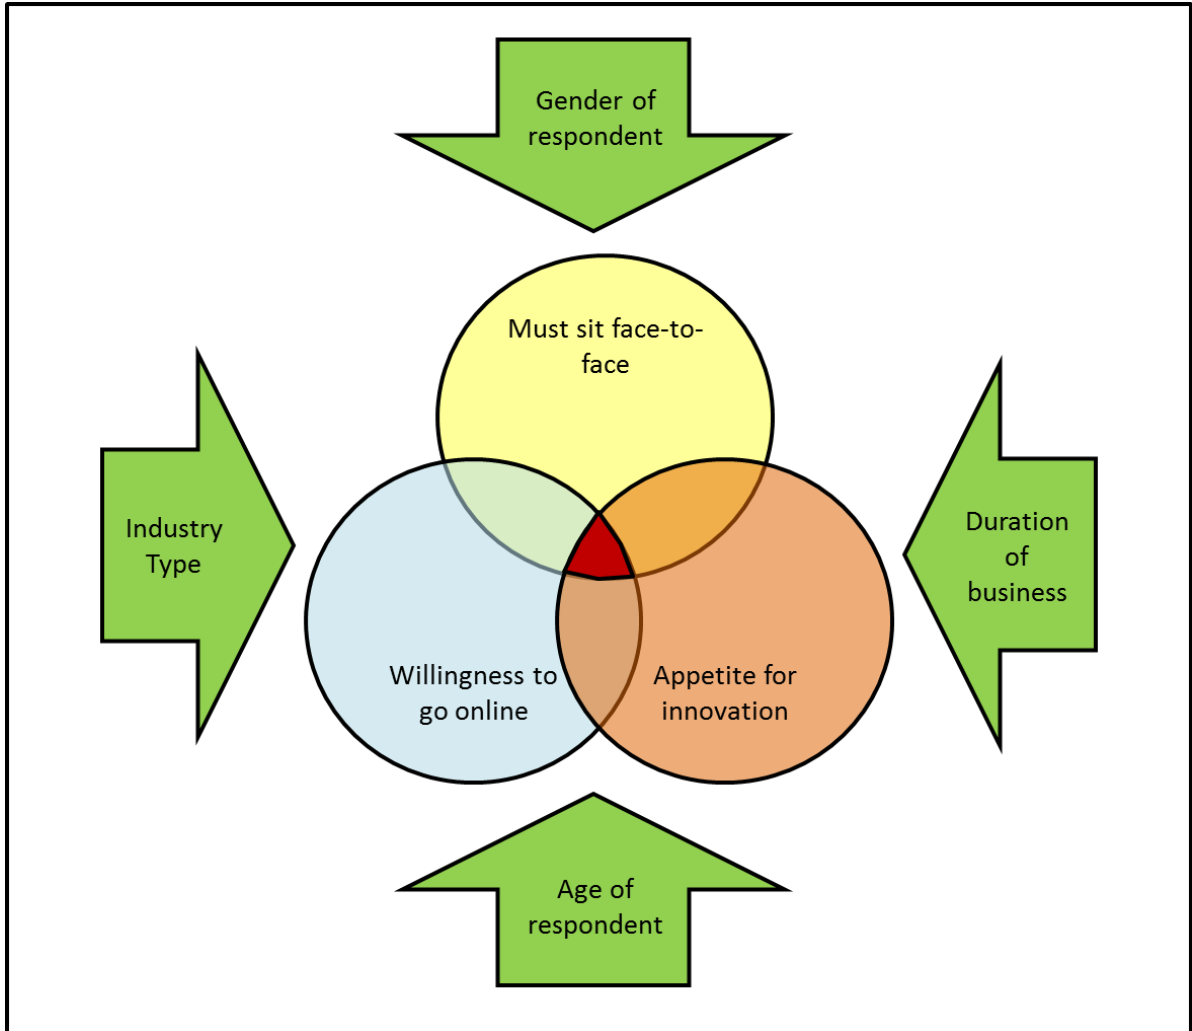 Gender of
respondent
Must sit face-to-
face
Industry
Type
Duration
of
business
Willingness to
go online
Appetite for
innovation
Age of
respondent